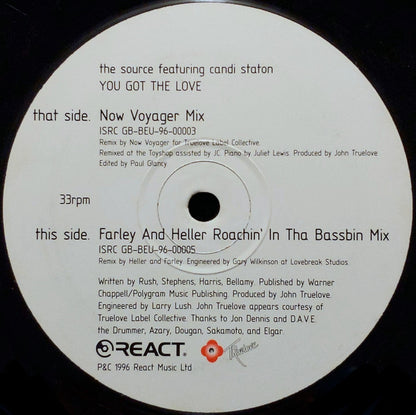 the source featuring candi staton
YOU GOT THE LOVE
that side. Now Voyager Mix
ISRC GB-BEU-96-00003
Remix by Now Voyager for Truelove Label Collective.
Remixed at the Toyshop assisted by JC. Piano by Juliet Lewis. Produced by John Truelove
Edited by Paul Glancy
33rpm
this side. Farley And Heller Roachin' In Tha Bassbin Mix
ISRC GB-BEU-96-00005
Remix by Heller and Farley. Engineered by Gary Wilkinson at Lovebreak Studios.
Written by Rush, Stephens, Harris, Bellamy. Published by Warner
Chappell/Polygram Music Publishing. Produced by John Truelove.
Engineered by Larry Lush. John Truelove appears courtesy of
Truelove Label Collective. Thanks to Jon Dennis and D.A.V.E.
the Drummer, Azary, Dougan, Sakamoto, and Elgar.
REACT® Truelove
P&C 1996 React Music Ltd